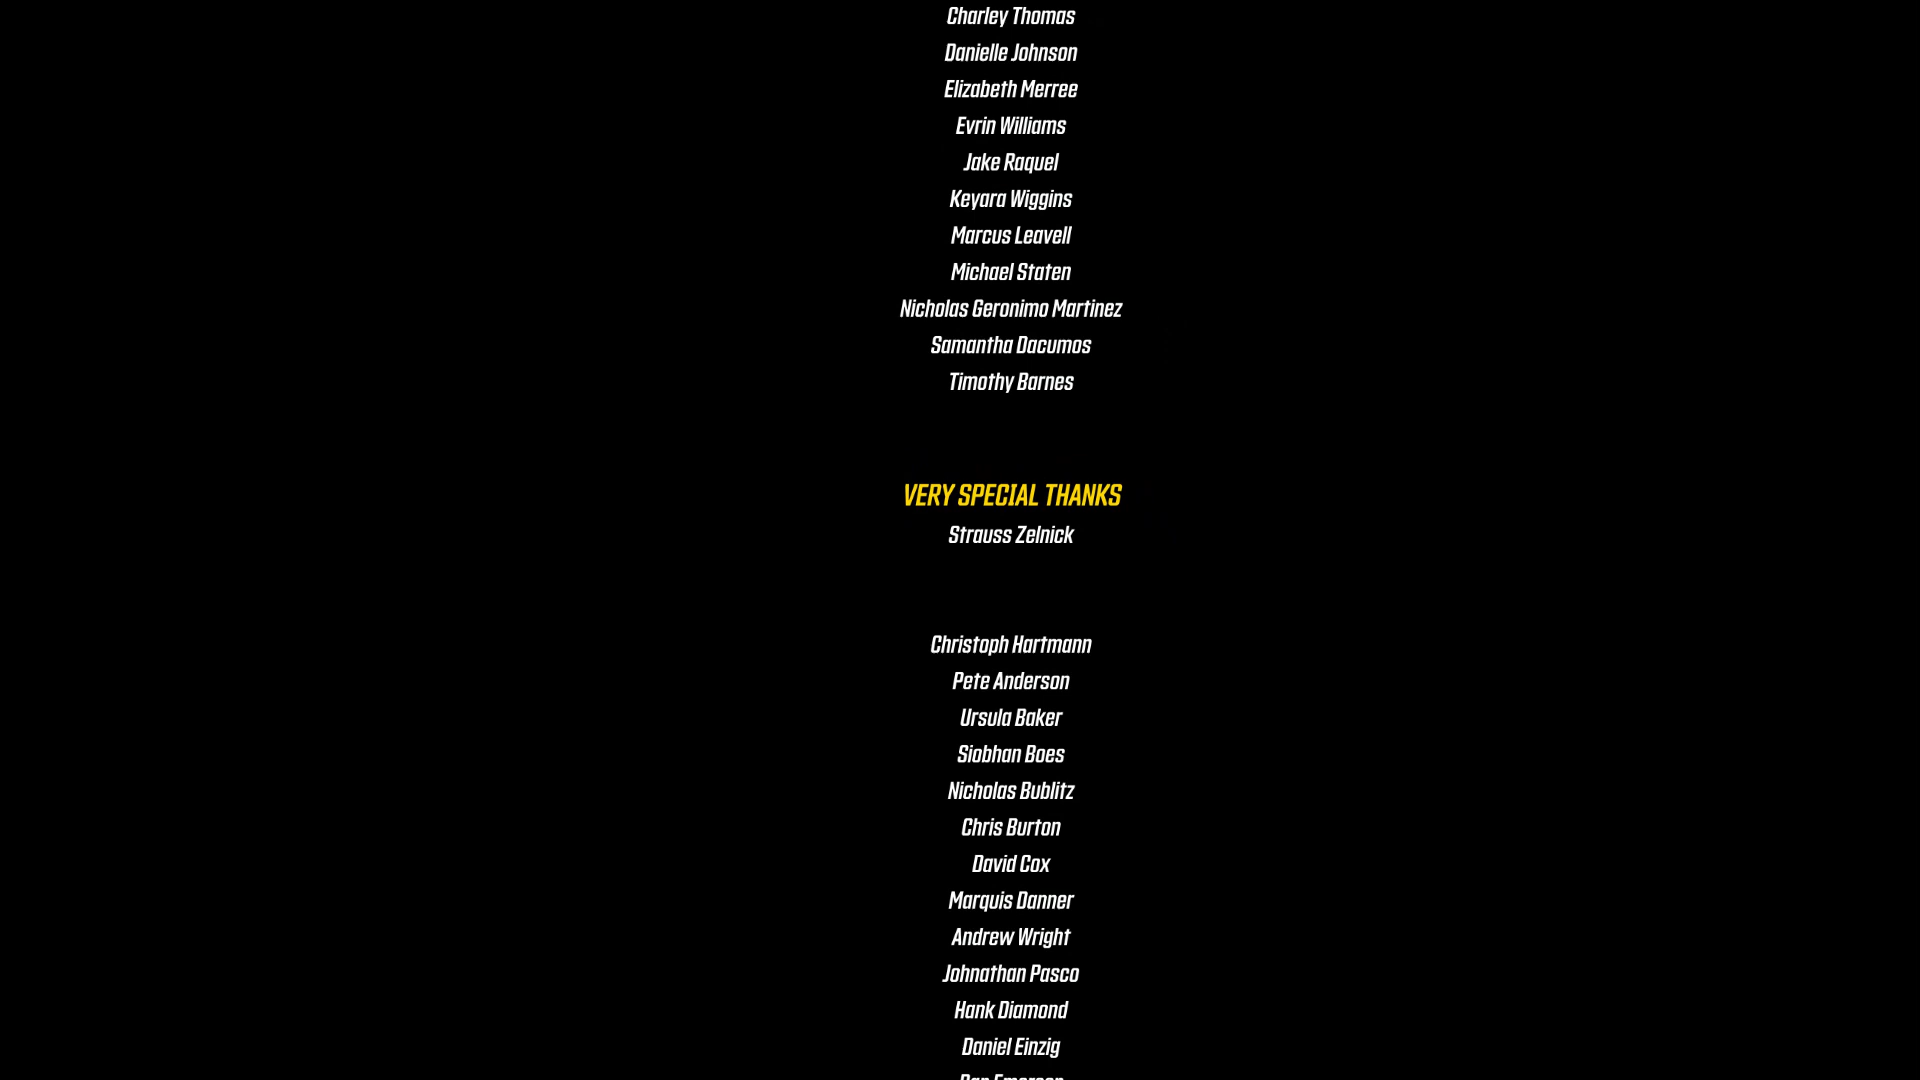 Charley Thomas
Danielle Johnson
Elizabeth Merree
Evrin Williams
Jake Raquel
Keyara Wiggins
Marcus Leavell
Michael Staten
Nicholas Geronimo Martinez
Samantha Dacumos
Timothy Barnes
VERY SPECIAL THANKS
Strauss Zelnick
Christoph Hartmann
Pete Anderson
Ursula Baker
Siobhan Boes
Nicholas Bublitz
Chris Burton
David Cox
Marquis Danner
Andrew Wright
Johnathan Pasco
Hank Diamond
Daniel Einzig